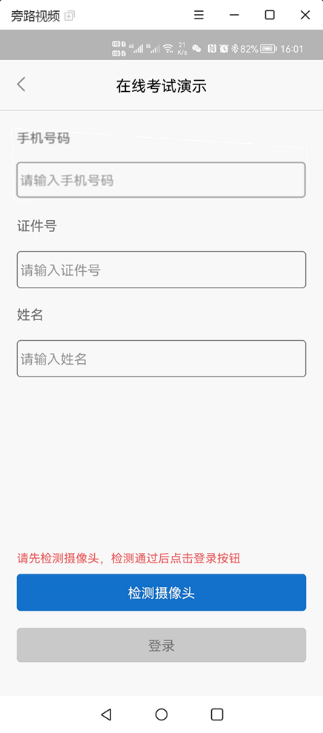 旁路视频
21 K/s 82% 16:01
在线考试演示
手机号码
请输入手机号码
证件号
请输入证件号
姓名
请输入姓名
请先检测摄像头，检测通过后点击登录按钮
检测摄像头
登录